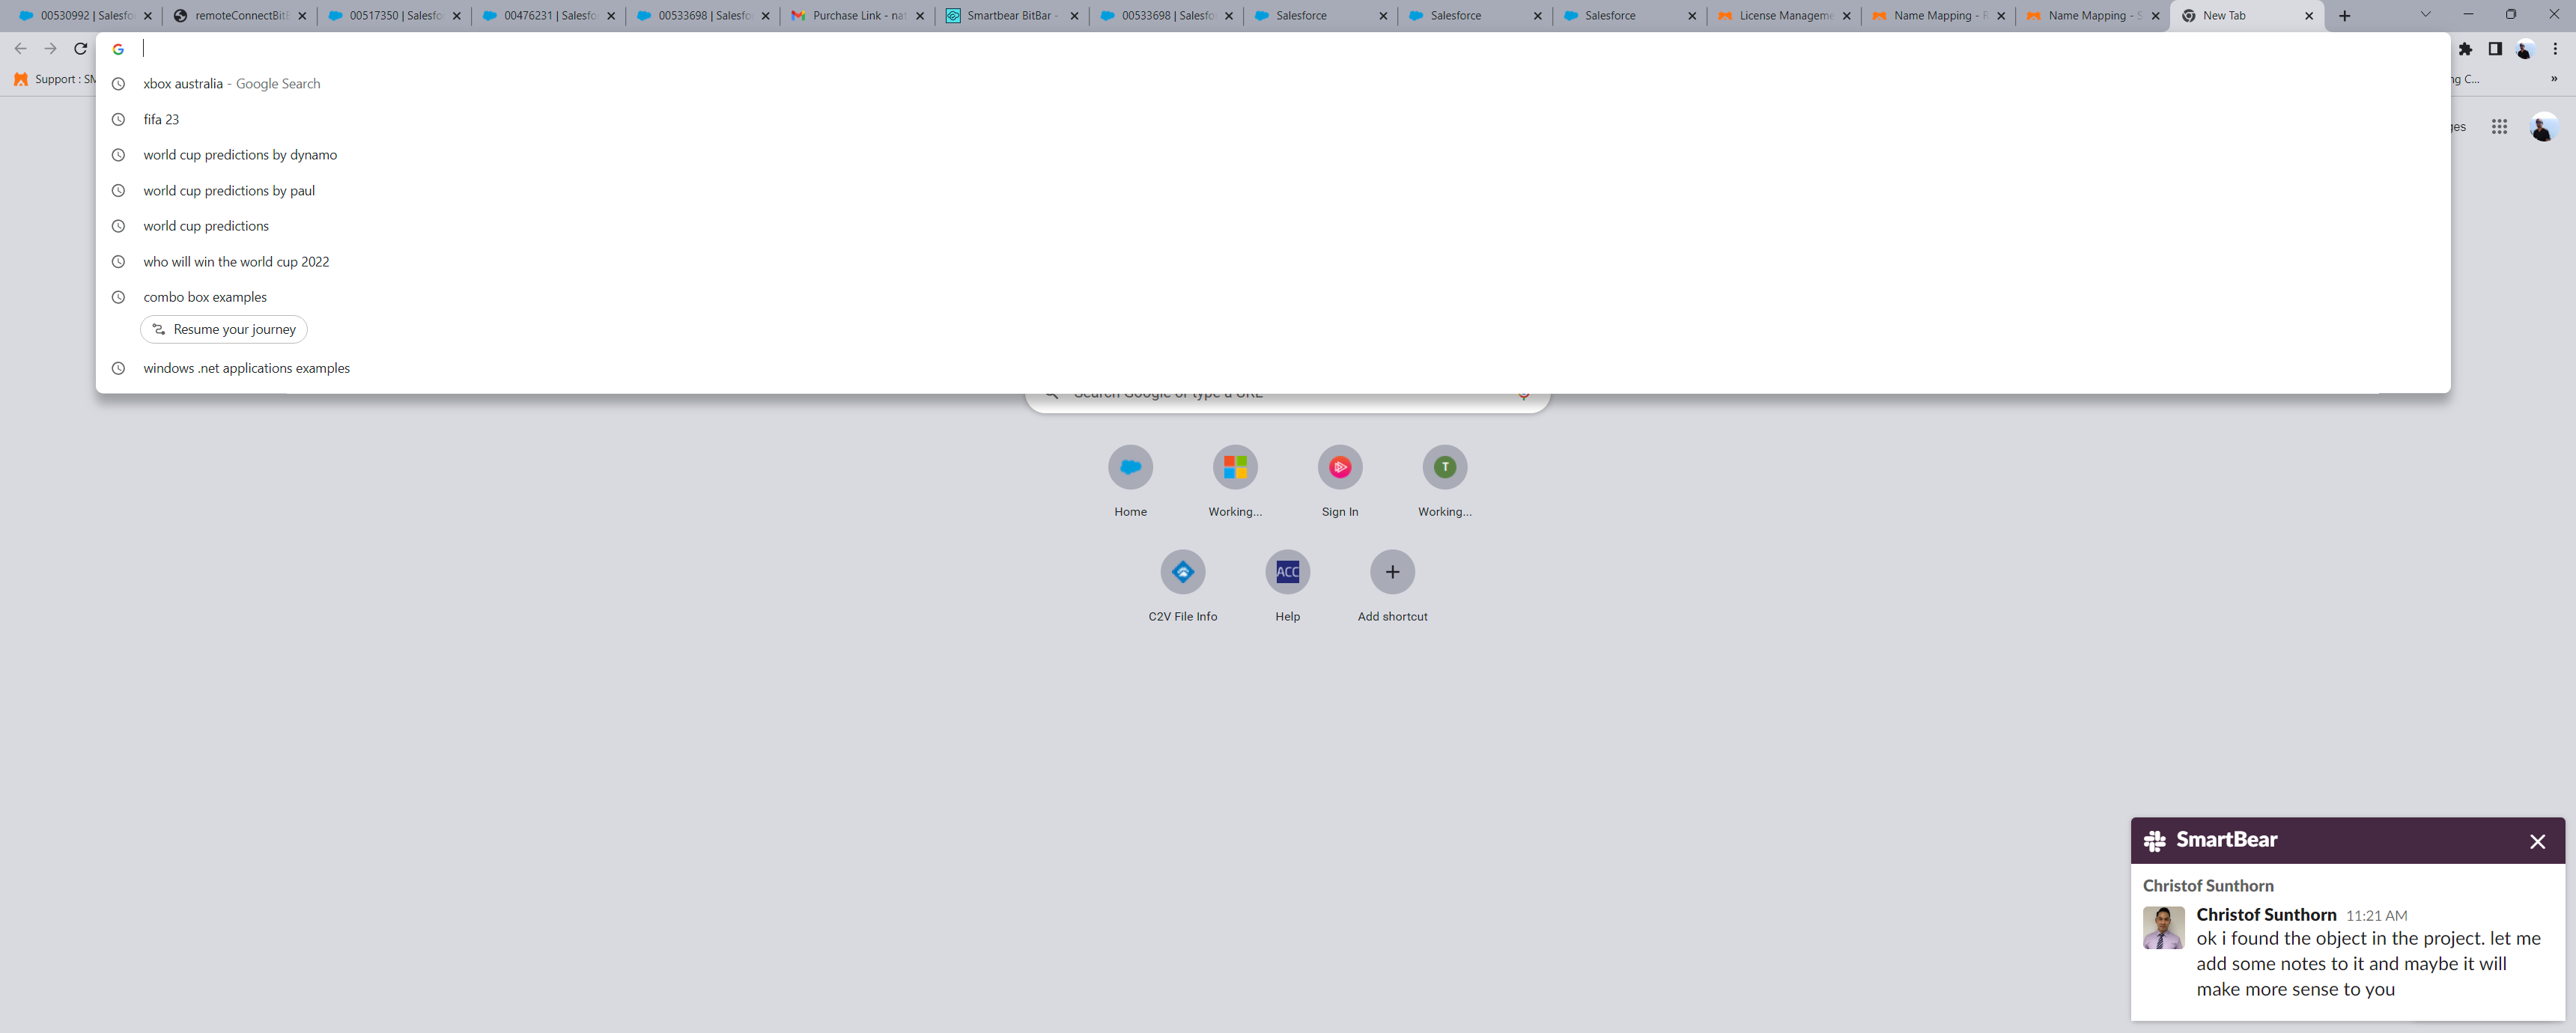 00530992 | Salesfo
remoteConnectBitB
00517350 | Salesfo
00476231 | Salesfo
00533698 | Salesfo
Purchase Link - nat
Smartbear BitBar -
00533698 | Salesfo
Salesforce
Salesforce
Salesforce
License Manageme
Name Mapping - F
Name Mapping - S
New Tab
Support : SM
ng C...
xbox australia - Google Search
fifa 23
world cup predictions by dynamo
world cup predictions by paul
world cup predictions
who will win the world cup 2022
combo box examples
Resume your journey
windows .net applications examples
ges
Search Google or type a URL
Home
Working...
Sign In
T
Working...
C2V File Info
ACC
Help
Add shortcut
SmartBear
Christof Sunthorn
Christof Sunthorn 11:21 AM
ok i found the object in the project. let me
add some notes to it and maybe it will
make more sense to you